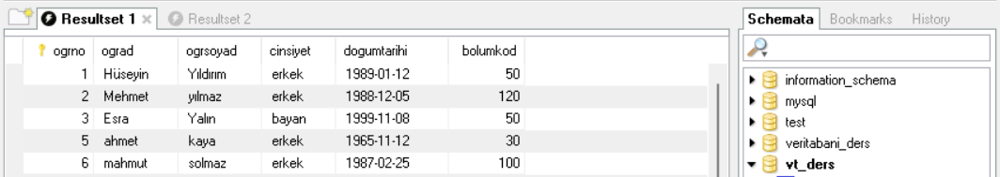 Resultset 1 Resultset 2
ogrno ograd ogrsoyad cinsiyet dogumtarihi bolumkod
1 Hüseyin Yıldırım erkek 1989-01-12 50
2 Mehmet yılmaz erkek 1988-12-05 120
3 Esra Yalın bayan 1999-11-08 50
5 ahmet kaya erkek 1965-11-12 30
6 mahmut solmaz erkek 1987-02-25 100
Schemata Bookmarks History
information_schema
mysql
test
veritabani_ders
vt_ders